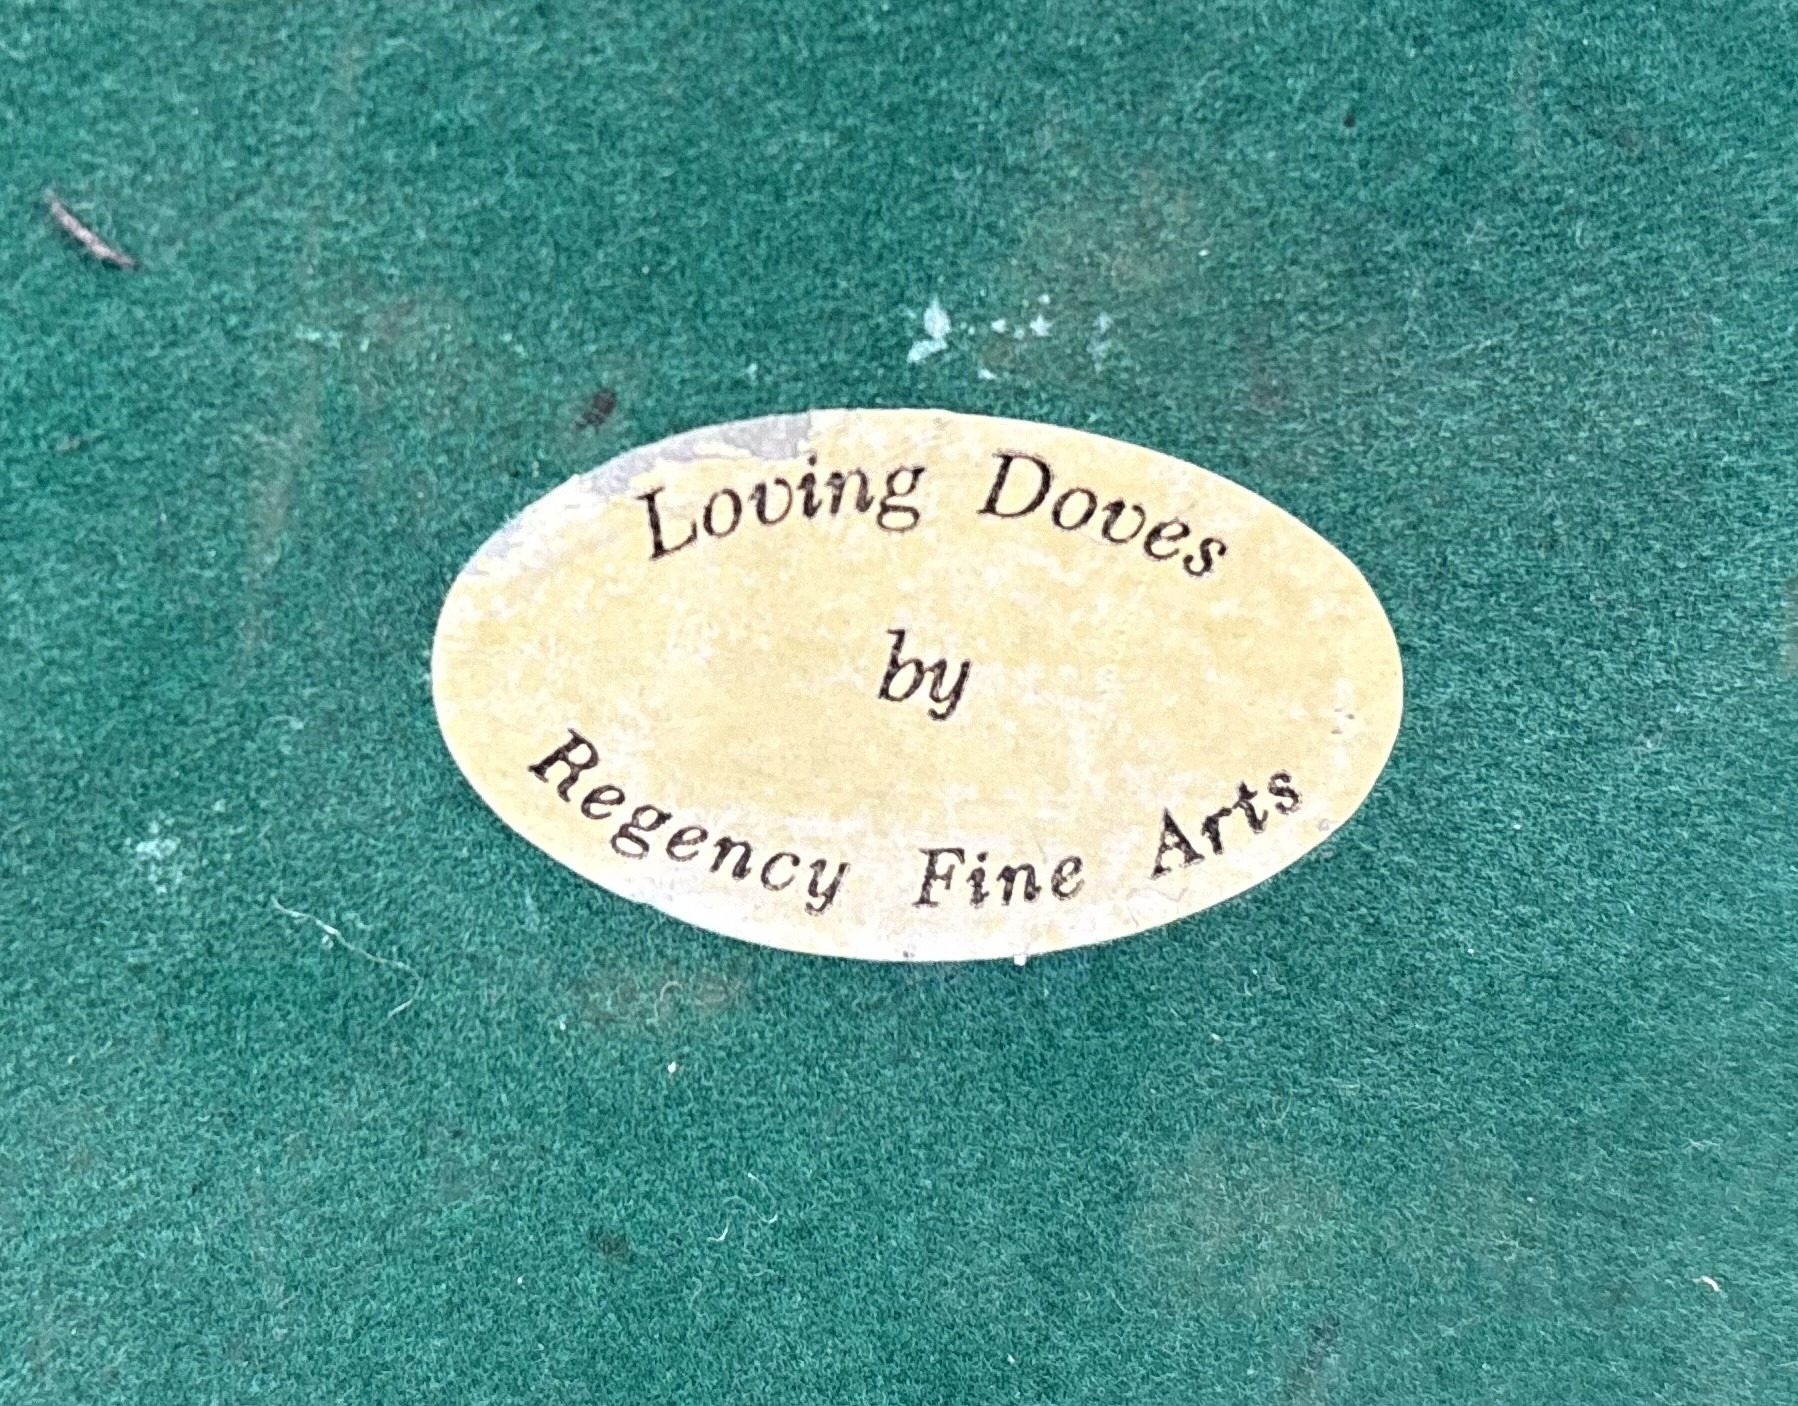 Loving Doves
by
Regency Fine Arts